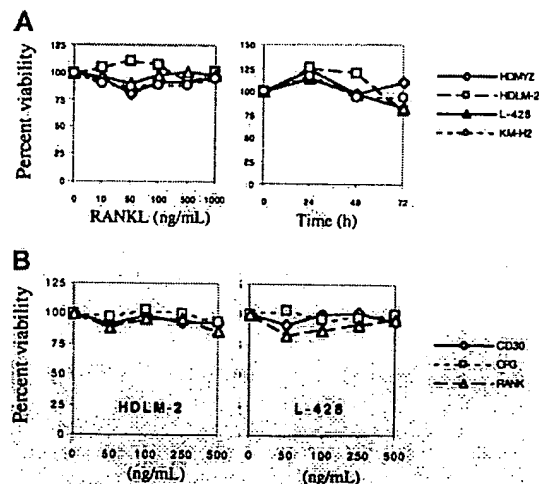 A
Percent viability
125
100
75
50
25
0
0 10 50 100 500 1000
RANKL (ng/mL)
150
125
100
75
50
0 24 48 72
Time (h)
HDMYZ
HDLM-2
L-428
KM-H2
B
Percent viability
125
100
75
50
25
0
HDLM-2
0 50 100 250 500
(ng/mL)
L-428
0 50 100 250 500
(ng/mL)
CD30
OPG
RANK